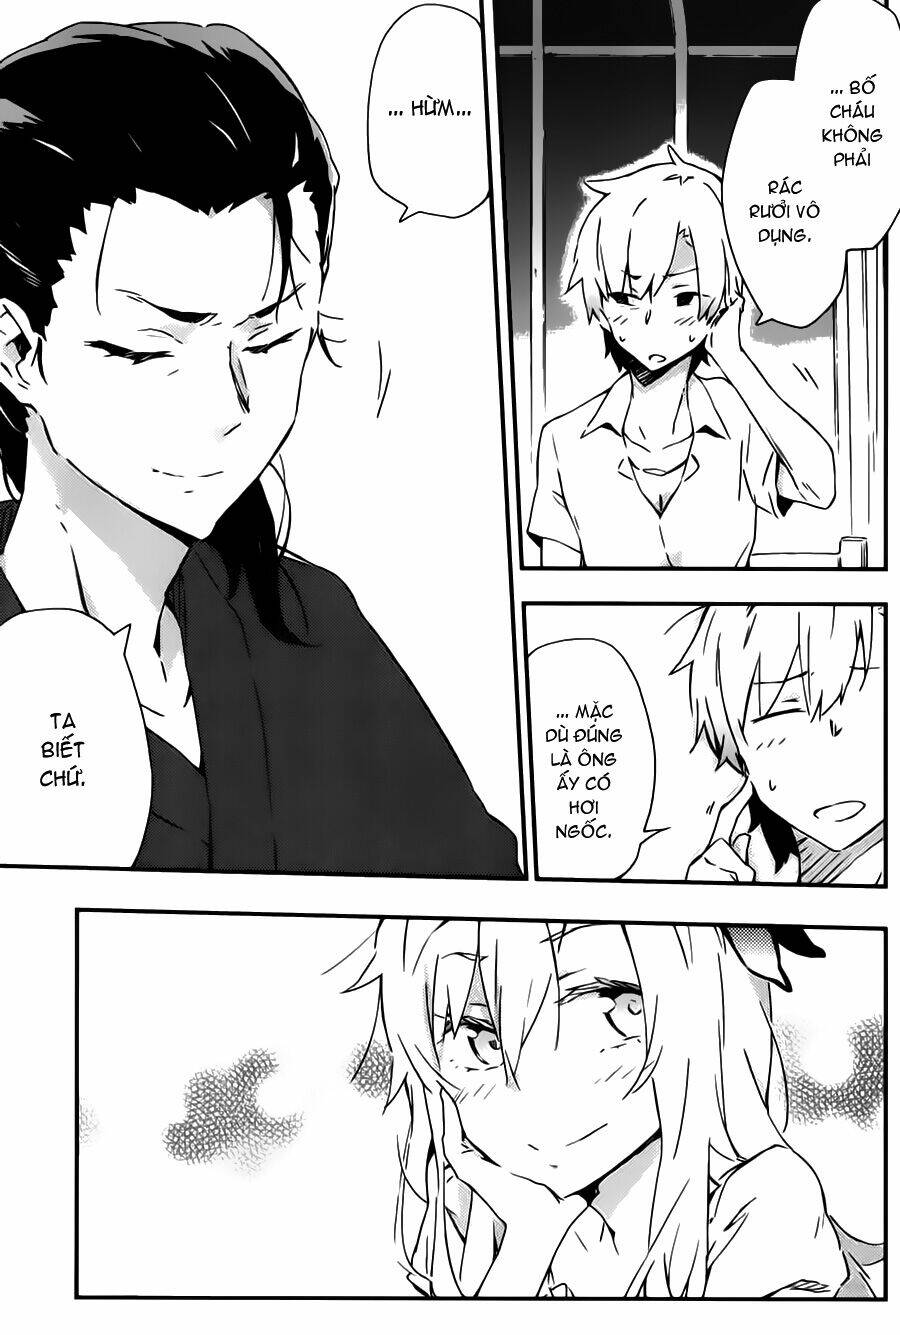 ... BỐ
CHÁU
KHÔNG
PHẢI
RÁC
RƯỞI VÔ
DỤNG.
... MẶC
DÙ ĐÚNG
LÀ ÔNG
ẤY CÓ
HƠI
NGỐC.
... HỪM...
TA
BIẾT
CHỨ.